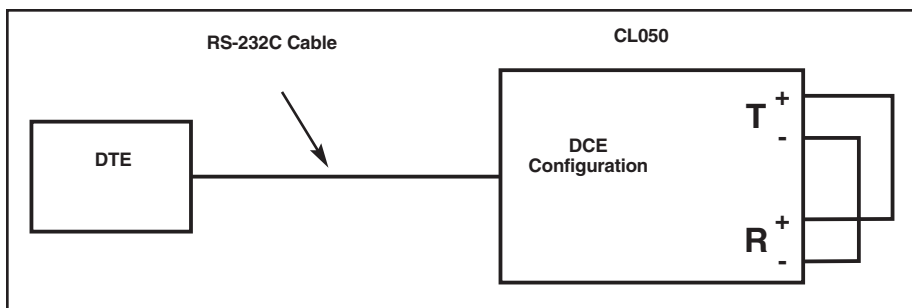 RS-232C Cable
CL050
DTE
DCE
Configuration
T + 
-
R +
-